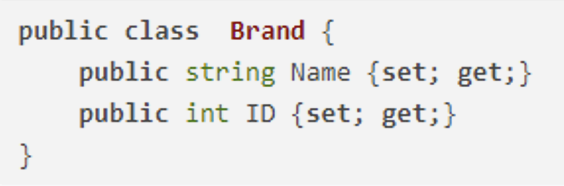 public class  Brand {
    public string Name {set; get;}
    public int ID {set; get;}
}